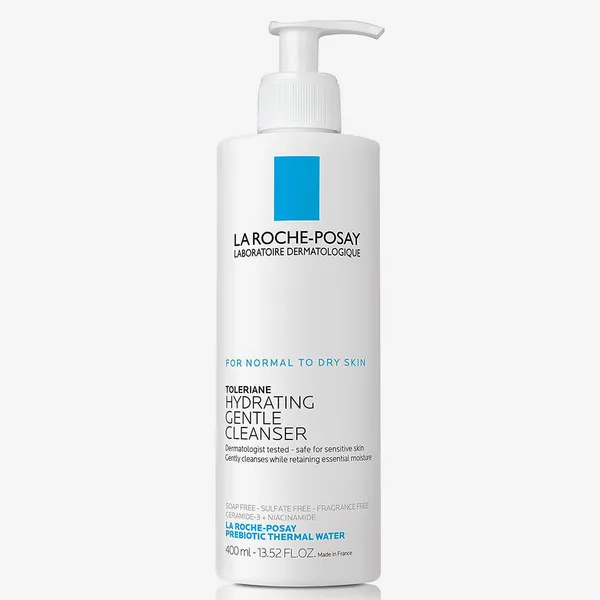 LA ROCHE-POSAY
LABORATOIRE DERMATOLOGIQUE
FOR NORMAL TO DRY SKIN
TOLERIANE
HYDRATING
GENTLE
CLEANSER
Dermatologist tested - safe for sensitive skin
Gently cleanses while retaining essential moisture
SOAP FREE - SULFATE FREE - FRAGRANCE FREE
CERAMIDE-3 + NIACINAMIDE
LA ROCHE-POSAY
PREBIOTIC THERMAL WATER
400 ml - 13.52 FL.OZ. Made in France